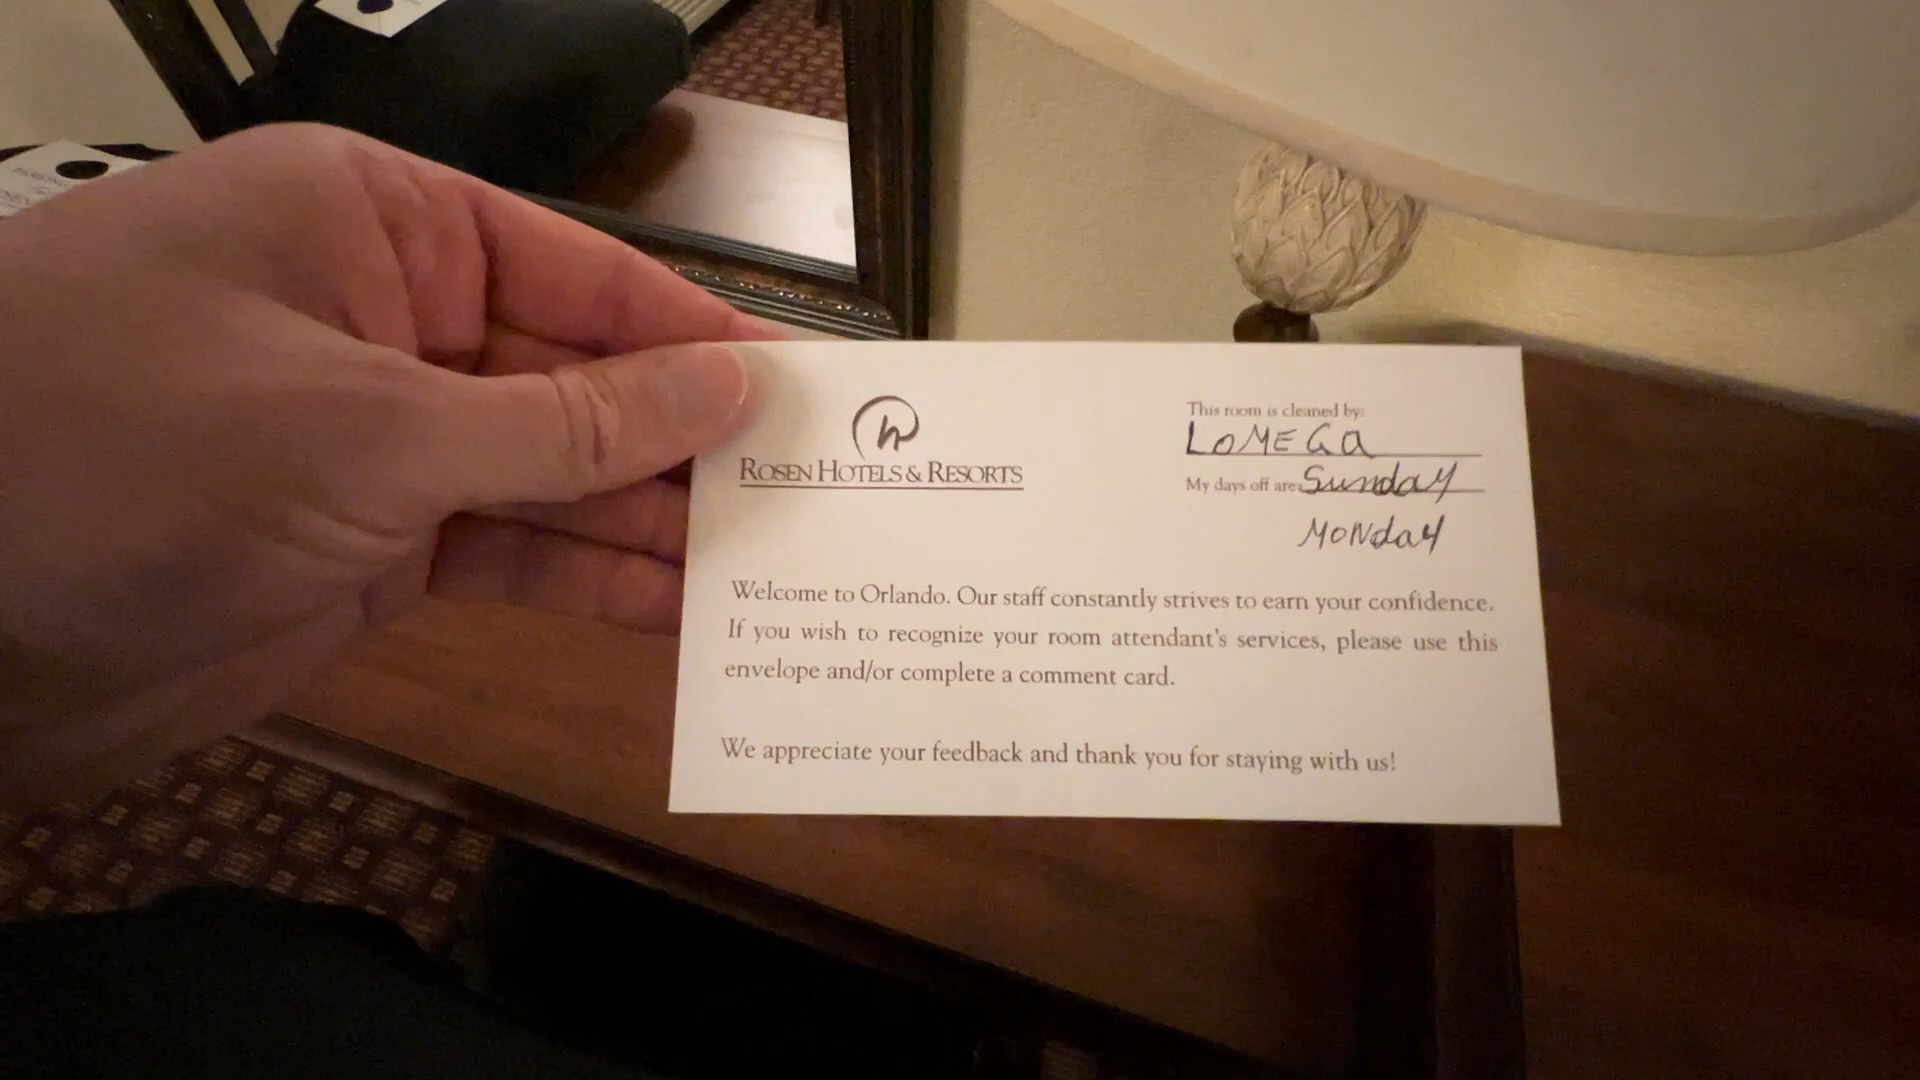 ROSEN HOTELS & RESORTS
This room is cleaned by:
LOMEGA
My days off are: Sunday
MONday
Welcome to Orlando. Our staff constantly strives to earn your confidence.
If you wish to recognize your room attendant's services, please use this
envelope and/or complete a comment card.
We appreciate your feedback and thank you for staying with us!